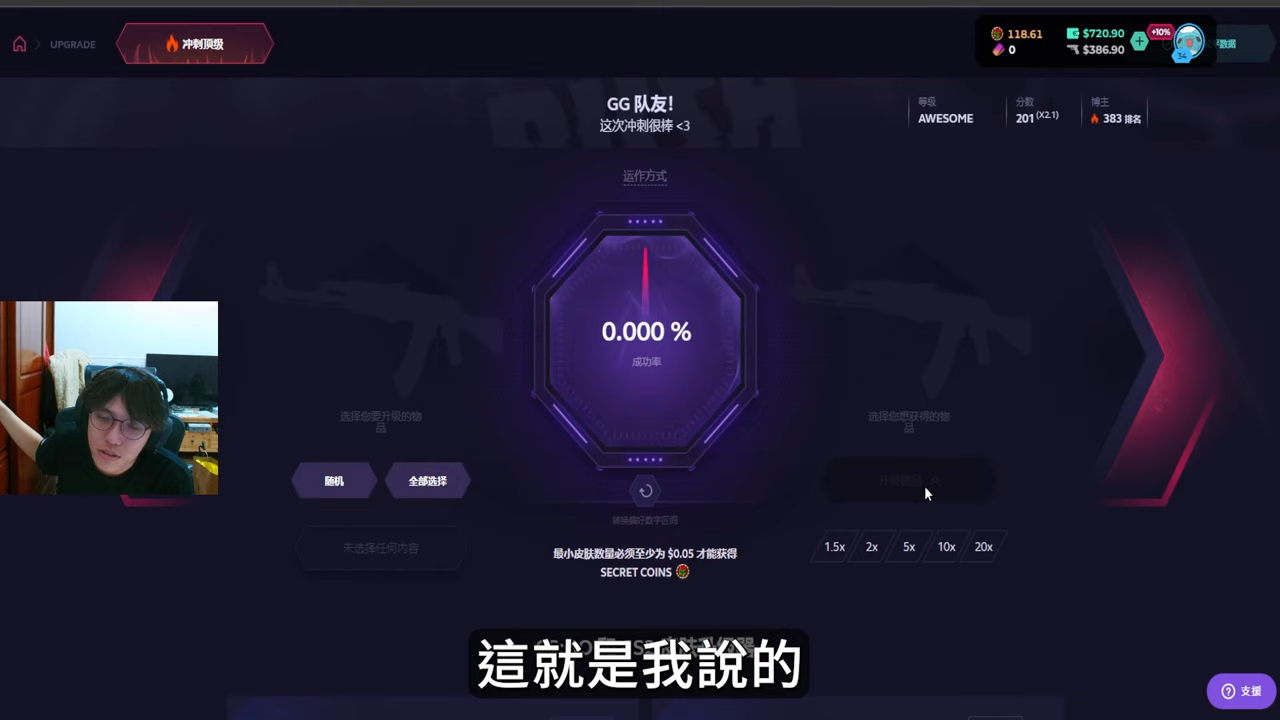 UPGRADE
冲刺顶级
118.61
0
$720.90
$386.90
+10%
34
数据
GG 队友!
这次冲刺很棒 <3
等级
AWESOME
分数
201 (X2.1)
博主
383 排名
运作方式
0.000 %
成功率
选择您要升级的物
品
选择您想获得的物
品
随机
全部选择
未选择任何内容
最小皮肤数量必须至少为 $0.05 才能获得
SECRET COINS
1.5x
2x
5x
10x
20x
這就是我說的
支援